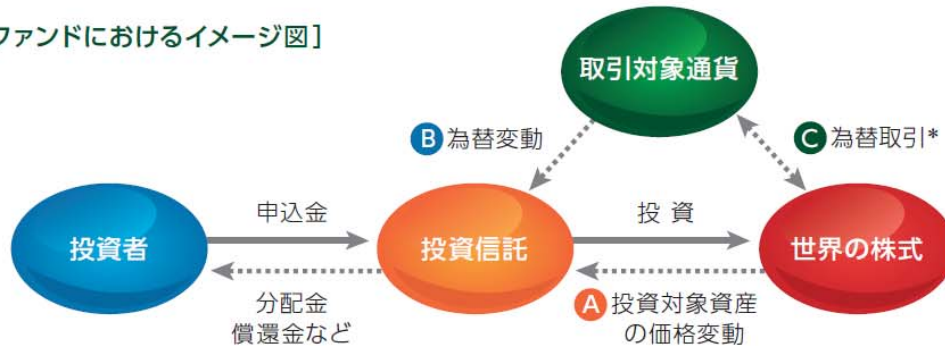 ファンドにおけるイメージ図]
取引対象通貨
B 為替変動
C 為替取引*
投資者
申込金
投資信託
投 資
世界の株式
分配金
償還金など
A 投資対象資産
の価格変動